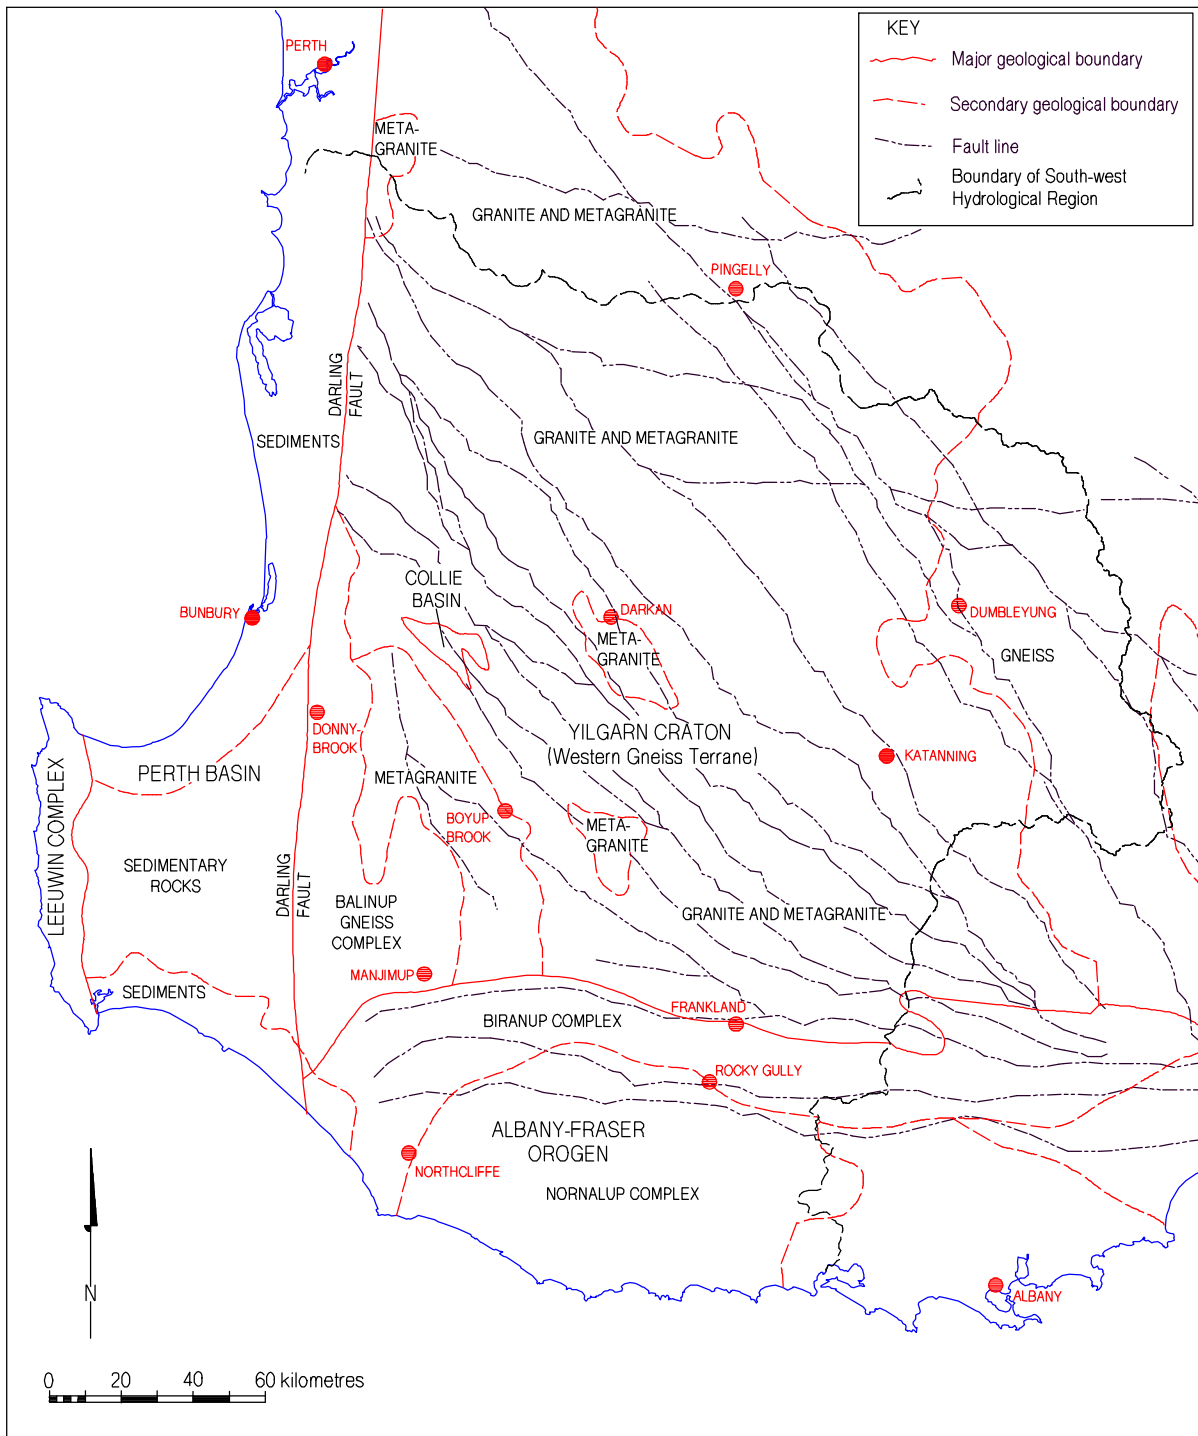 KEY
Major geological boundary
Secondary geological boundary
Fault line
Boundary of South-west
Hydrological Region
PERTH
META-
GRANITE
GRANITE AND METAGRANITE
PINGELLY
DARLING
FAULT
SEDIMENTS
GRANITE AND METAGRANITE
COLLIE
BASIN
BUNBURY
DARKAN
META-
GRANITE
DUMBLEYUNG
GNEISS
DONNY-
BROOK
YILGARN CRATON
(Western Gneiss Terrane)
KATANNING
PERTH BASIN
METAGRANITE
LEEUWIN COMPLEX
BOYUP
BROOK
META-
GRANITE
SEDIMENTARY
ROCKS
DARLING
FAULT
BALINUP
GNEISS
COMPLEX
GRANITE AND METAGRANITE
MANJIMUP
SEDIMENTS
FRANKLAND
BIRANUP COMPLEX
ROCKY GULLY
ALBANY-FRASER
OROGEN
NORTHCLIFFE
NORNALUP COMPLEX
N
ALBANY
0 20 40 60 kilometres